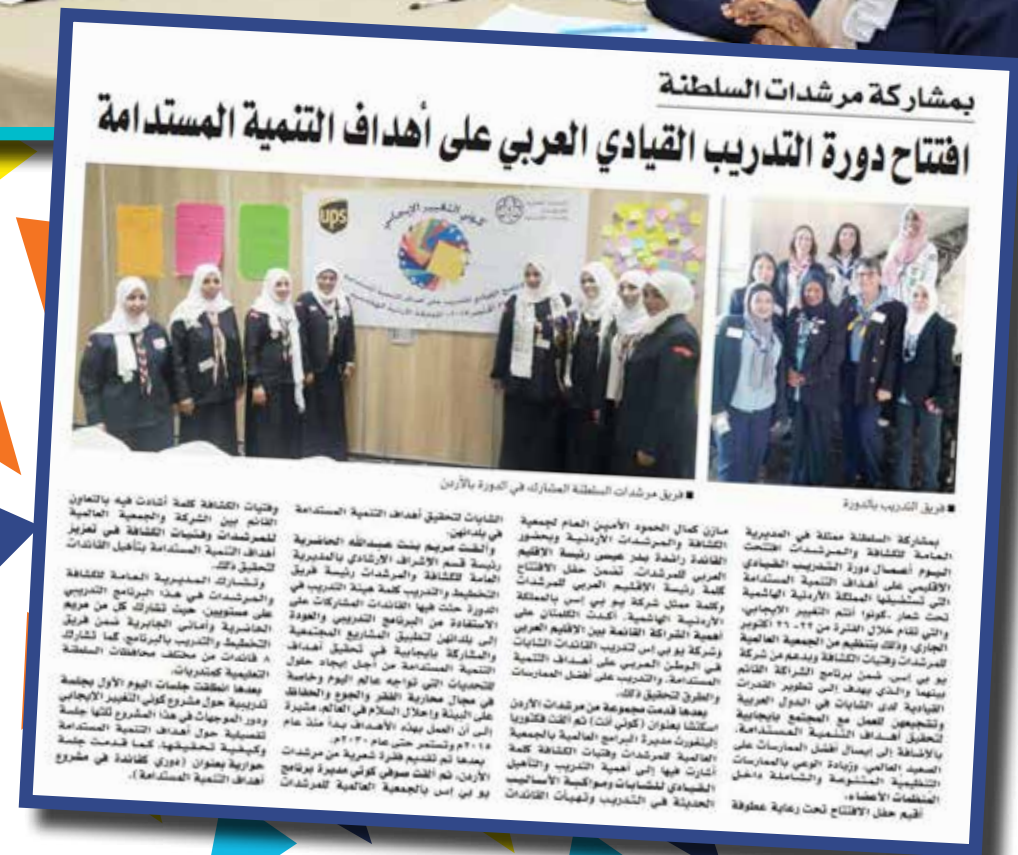 بمشاركة مرشدات السلطنة
افتتاح دورة التدريب القيادي العربي على أهداف التنمية المستدامة
ups
كوني التغيير الإيجابي
■ فريق التدريب بالدورة
■ فريق مرشدات السلطنة المشارك في الدورة بالأردن
بمشاركة السلطنة ممثلة في المديرية
العامة للكشافة والمرشدات افتتحت
اليوم أعمال دورة التدريب القيادي
الإقليمي على أهداف التنمية المستدامة
التي تستضيفها المملكة الأردنية الهاشمية
تحت شعار «كونوا أنتم التغيير الإيجابي»
والتي تقام خلال الفترة من ٢٢- ٢٦ أكتوبر
الجاري، وذلك بتنظيم من الجمعية العالمية
للمرشدات وفتيات الكشافة وبدعم من شركة
يو بي إس، ضمن برنامج الشراكة القائم
بينهما والذي يهدف إلى تطوير القدرات
القيادية لدى الشابات في الدول العربية
وتشجيعهن للعمل مع المجتمع بإيجابية
لتحقيق أهداف التنمية المستدامة،
بالإضافة إلى إيصال أفضل الممارسات على
الصعيد العالمي، وزيادة الوعي بالممارسات
التنظيمية المتنوعة والشاملة داخل
المنظمات الأعضاء.
أقيم حفل الافتتاح تحت رعاية عطوفة
مازن كمال الحمود الأمين العام لجمعية
الكشافة والمرشدات الأردنية وبحضور
القائدة رائدة بدر عيس رئيسة الإقليم
العربي للمرشدات. تضمن حفل الافتتاح
كلمة رئيسة الإقليم العربي للمرشدات
وكلمة ممثل شركة يو بي إس بالمملكة
الأردنية الهاشمية. أكدت الكلمتان على
أهمية الشراكة القائمة بين الإقليم العربي
وشركة يو بي إس لتدريب القائدات الشابات
في الوطن العربي على أهداف التنمية
المستدامة، والتدريب على أفضل الممارسات
والطرق لتحقيق ذلك.
بعدها قدمت مجموعة من مرشدات الأردن
اسكتشا بعنوان (كوني أنت) ثم ألقت فكتوريا
إلينغورت مديرة البرامج العالمية بالجمعية
العالمية للمرشدات وفتيات الكشافة كلمة
أشارت فيها إلى أهمية التدريب والتأهيل
القيادي للشابات ومواكبة الأساليب
الحديثة في التدريب وتهيأت القائدات
الشابات لتحقيق أهداف التنمية المستدامة
في بلدانهن.
وألقت مريم بنت عبيدالله الحاضرية
رئيسة قسم الإشراف الإرشادي بالمديرية
العامة للكشافة والمرشدات رئيسة فريق
التخطيط والتدريب كلمة هيئة التدريب في
الدورة حثت فيها القائدات المشاركات على
الاستفادة من البرنامج التدريبي والعودة
إلى بلدانهن لتطبيق المشاريع المجتمعية
والمشاركة بإيجابية في تحقيق أهداف
التنمية المستدامة من أجل إيجاد حلول
للتحديات التي تواجه عالم اليوم وخاصة
في مجال محاربة الفقر والجوع والحفاظ
على البيئة وإحلال السلام في العالم، مشيرة
إلى أن العمل بهذه الأهداف بدأ منذ عام
٢٠١٥م وتستمر حتى عام ٢٠٣٠م.
بعدها تم تقديم فقرة شعرية من مرشدات
الأردن، ثم ألقت صوفي كوني مديرة برنامج
يو بي إس بالجمعية العالمية للمرشدات
وفتيات الكشافة كلمة أشادت فيه بالتعاون
القائم بين الشركة والجمعية العالمية
للمرشدات وفتيات الكشافة في تعزيز
أهداف التنمية المستدامة بتأهيل القائدات
لتحقيق ذلك.
وتشارك المديرية العامة للكشافة
والمرشدات في هذا البرنامج التدريبي
على مستويين، حيث تشارك كل من مريم
الحاضرية وأماني الجابرية ضمن فريق
التخطيط والتدريب بالبرنامج، كما تشارك
٨ قائدات من مختلف محافظات السلطنة
التعليمية كمتدربات.
بعدها انطلقت جلسات اليوم الأول بجلسة
تدريبية حول مشروع كوني التغيير الإيجابي
ودور الموجهات في هذا المشروع تلتها جلسة
تفصيلية حول أهداف التنمية المستدامة
وكيفية تحقيقها، كما قدمت جلسة
حوارية بعنوان (دوري كقائدة في مشروع
أهداف التنمية المستدامة).